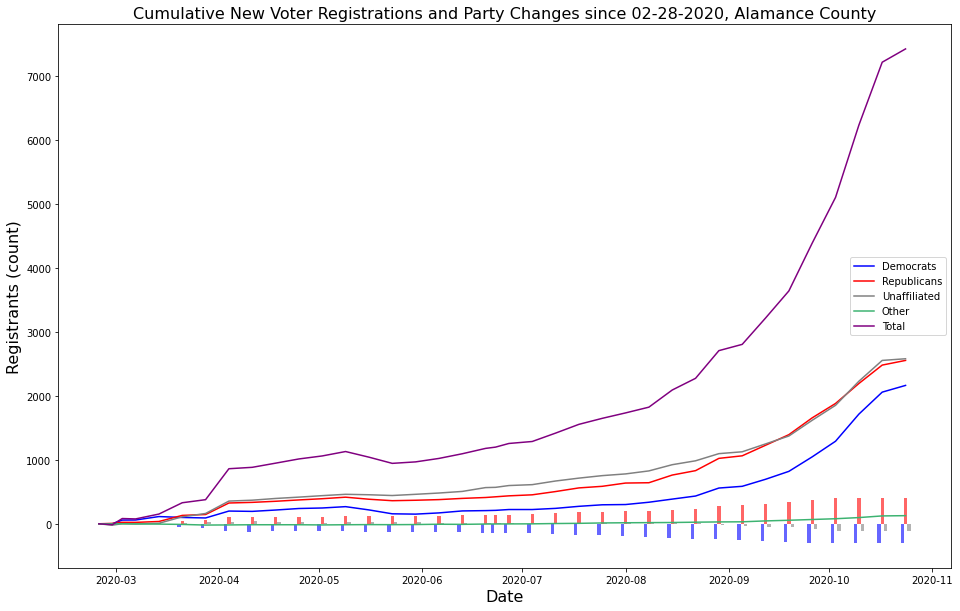 Cumulative New Voter Registrations and Party Changes since 02-28-2020, Alamance County
Registrants (count)
7000
6000
5000
4000
3000
2000
1000
0
Democrats
Republicans
Unaffiliated
Other
Total
2020-03
2020-04
2020-05
2020-06
2020-07
2020-08
2020-09
2020-10
2020-11
Date